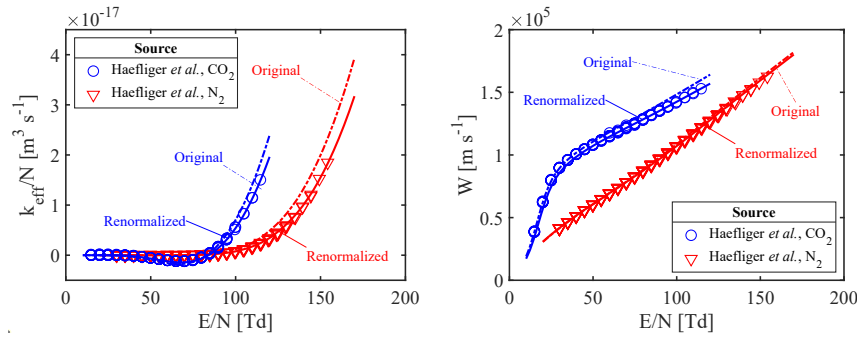 ×10⁻¹⁷
k_eff/N [m³ s⁻¹]
4
3
2
1
0
0
50
100
150
200
E/N [Td]
Source
Haefliger et al., CO₂
Haefliger et al., N₂
Original
Original
Renormalized
Renormalized
×10⁵
W [m s⁻¹]
2
1.5
1
0.5
0
0
50
100
150
200
E/N [Td]
Original
Renormalized
Original
Renormalized
Source
Haefliger et al., CO₂
Haefliger et al., N₂